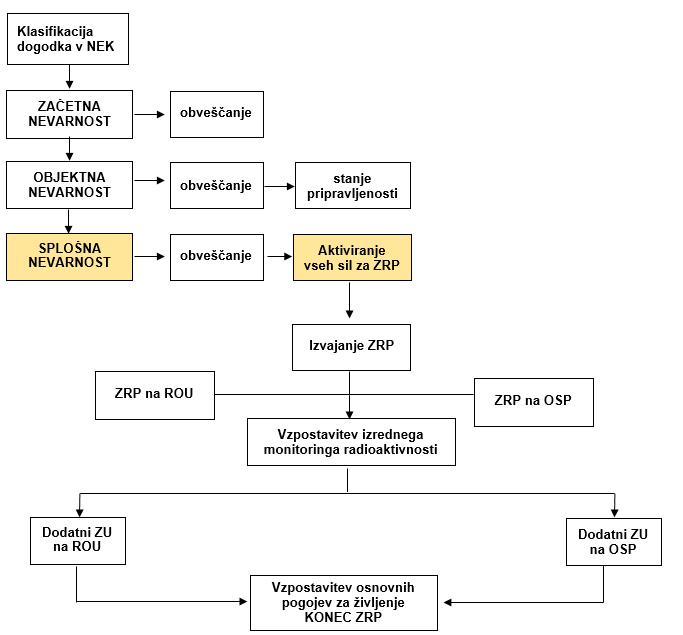 Klasifikacija
dogodka v NEK
ZAČETNA
NEVARNOST
obveščanje
OBJEKTNA
NEVARNOST
obveščanje
stanje
pripravljenosti
SPLOŠNA
NEVARNOST
obveščanje
Aktiviranje
vseh sil za ZRP
Izvajanje ZRP
ZRP na ROU
ZRP na OSP
Vzpostavitev izrednega
monitoringa radioaktivnosti
Dodatni ZU
na ROU
Dodatni ZU
na OSP
Vzpostavitev osnovnih
pogojev za življenje
KONEC ZRP